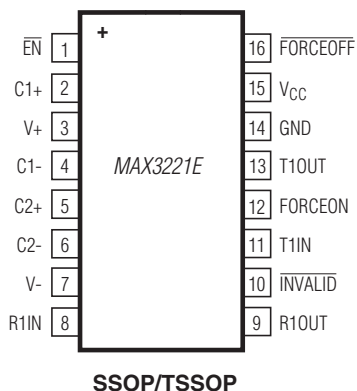 +
EN 1 16 FORCEOFF
C1+ 2 15 VCC
V+ 3 14 GND
C1- 4 MAX3221E 13 T1OUT
C2+ 5 12 FORCEON
C2- 6 11 T1IN
V- 7 10 INVALID
R1IN 8 9 R1OUT
SSOP/TSSOP